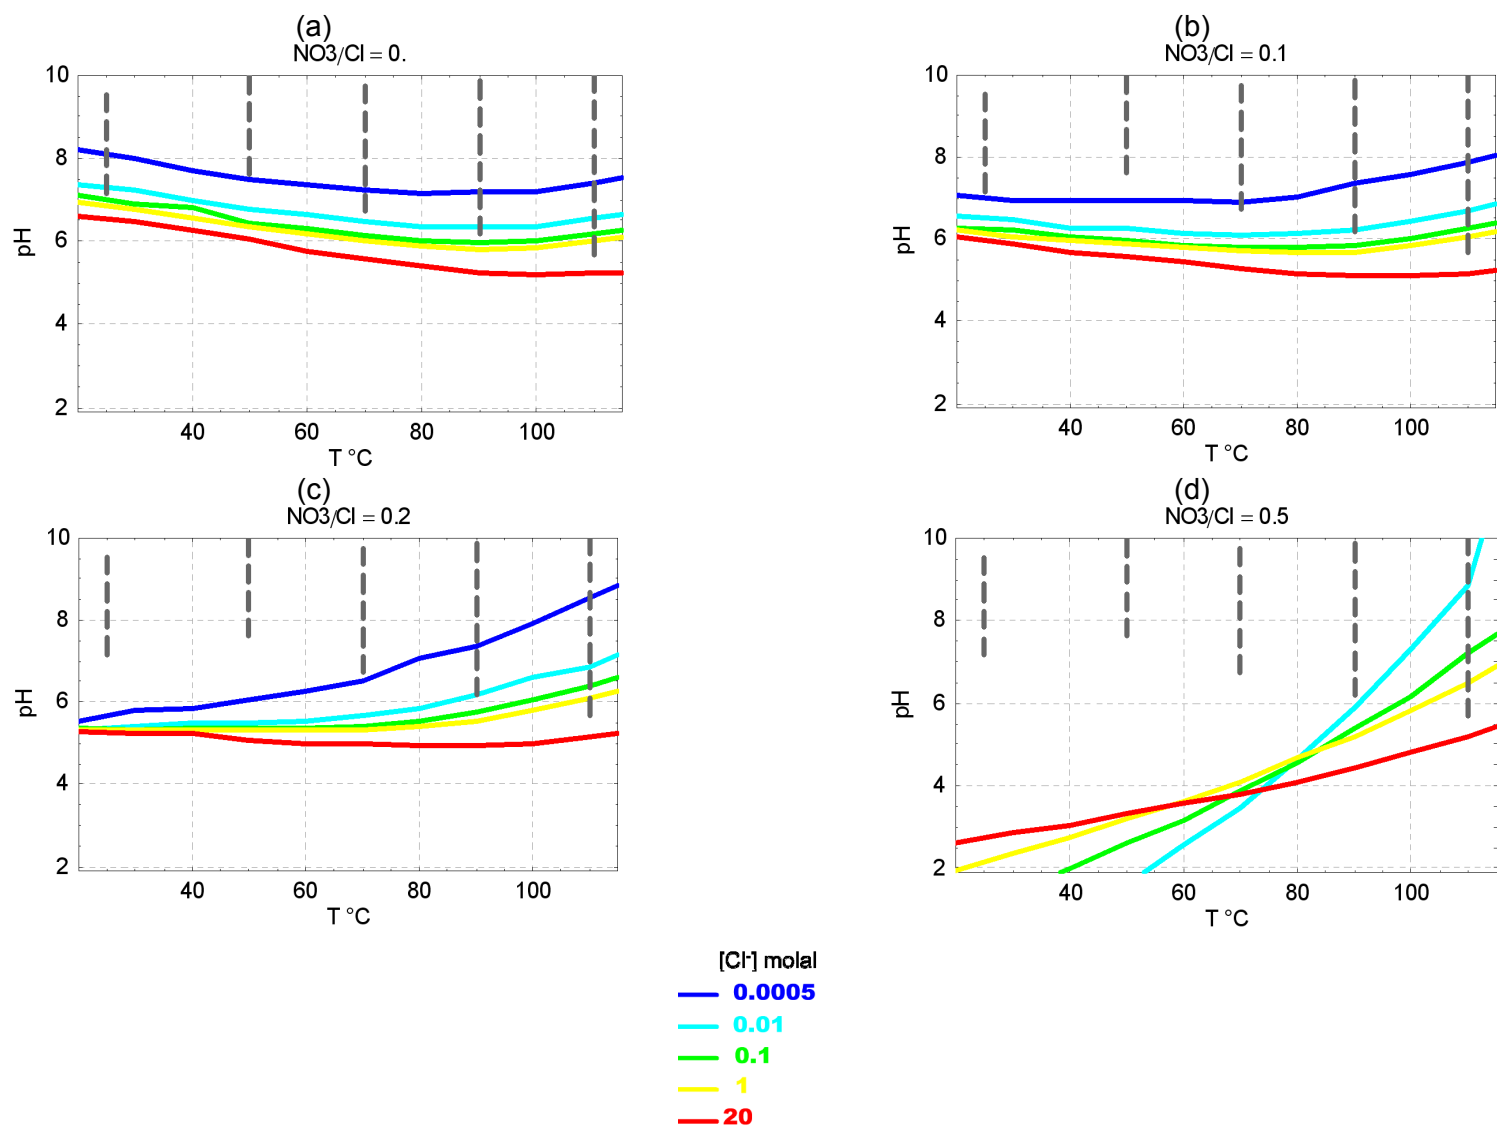 (a)
NO3/Cl = 0.
pH
10
8
6
4
2
40 60 80 100
T °C
(b)
NO3/Cl = 0.1
pH
10
8
6
4
2
40 60 80 100
T °C
(c)
NO3/Cl = 0.2
pH
10
8
6
4
2
40 60 80 100
T °C
(d)
NO3/Cl = 0.5
pH
10
8
6
4
2
40 60 80 100
T °C
[Cl-] molal
0.0005
0.01
0.1
1
20